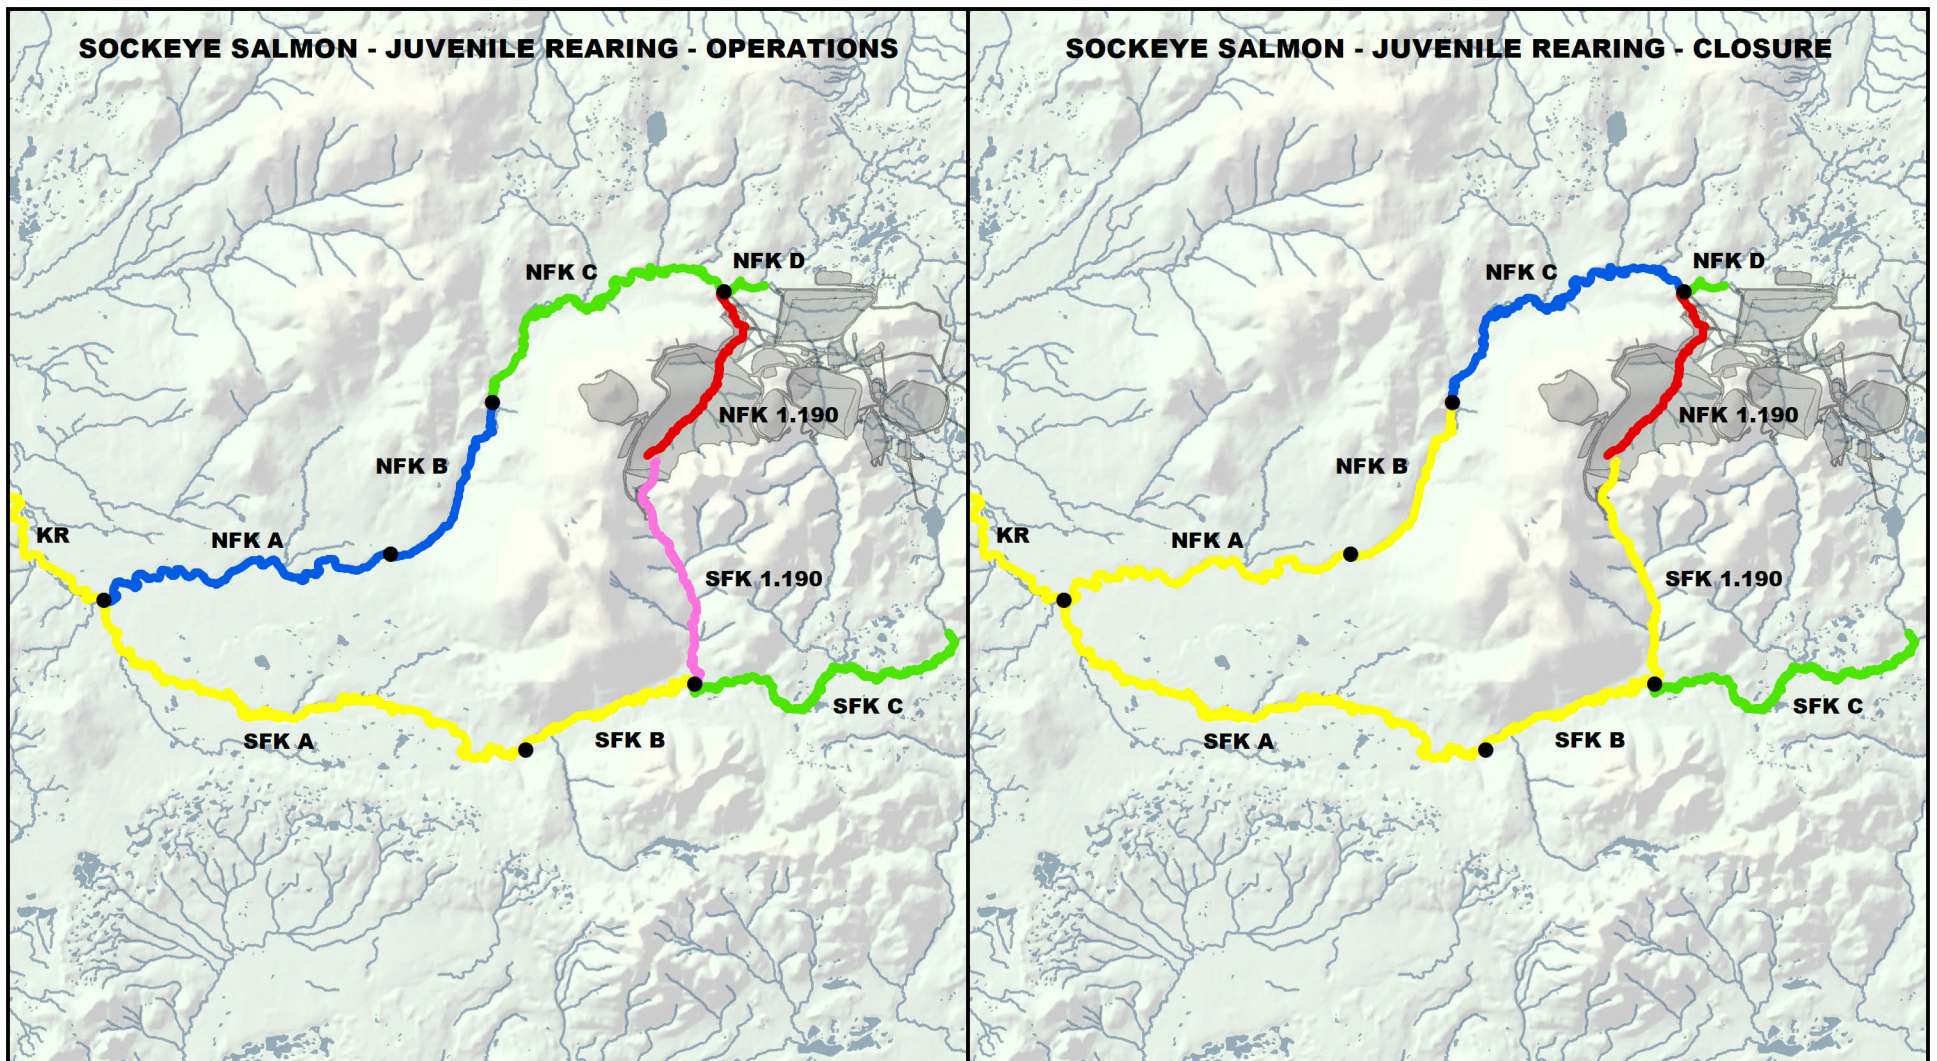 SOCKEYE SALMON - JUVENILE REARING - OPERATIONS
NFK D
NFK C
NFK 1.190
NFK B
KR
NFK A
SFK 1.190
SFK C
SFK A
SFK B
SOCKEYE SALMON - JUVENILE REARING - CLOSURE
NFK D
NFK C
NFK 1.190
NFK B
KR
NFK A
SFK 1.190
SFK C
SFK A
SFK B